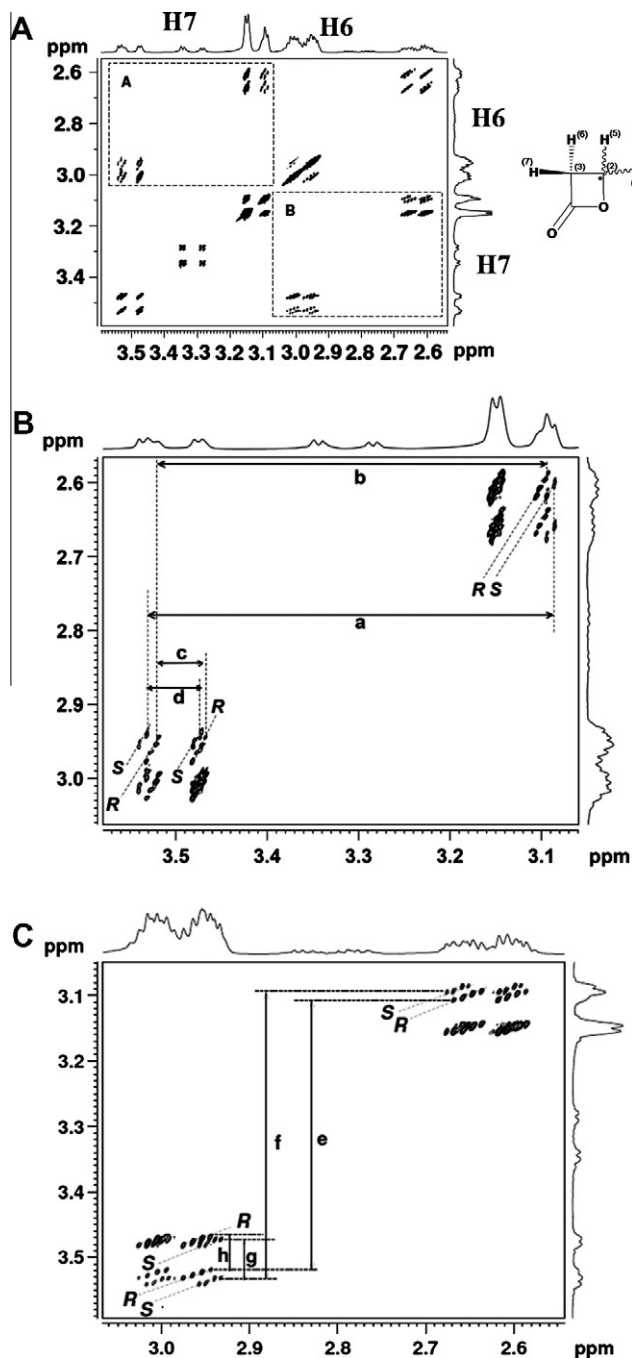 A
H7 H6
ppm
A
2.6
2.8
3.0
3.2
3.4
B
3.5 3.4 3.3 3.2 3.1 3.0 2.9 2.8 2.7 2.6 ppm
H6
H7
H (6) H (5)
(7) H (3) (2)
*
O
O
B
ppm
2.6
2.7
2.8
2.9
3.0
b
R S
a
c
d
R
S
S
R
3.5 3.4 3.3 3.2 3.1 ppm
C
ppm
3.1
3.2
3.3
3.4
3.5
S
R
f e
R
S
h g
R
S
3.0 2.9 2.8 2.7 2.6 ppm